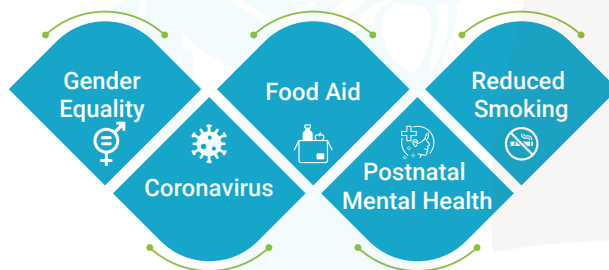 Gender
Equality
Coronavirus
Food Aid
Postnatal
Mental Health
Reduced
Smoking